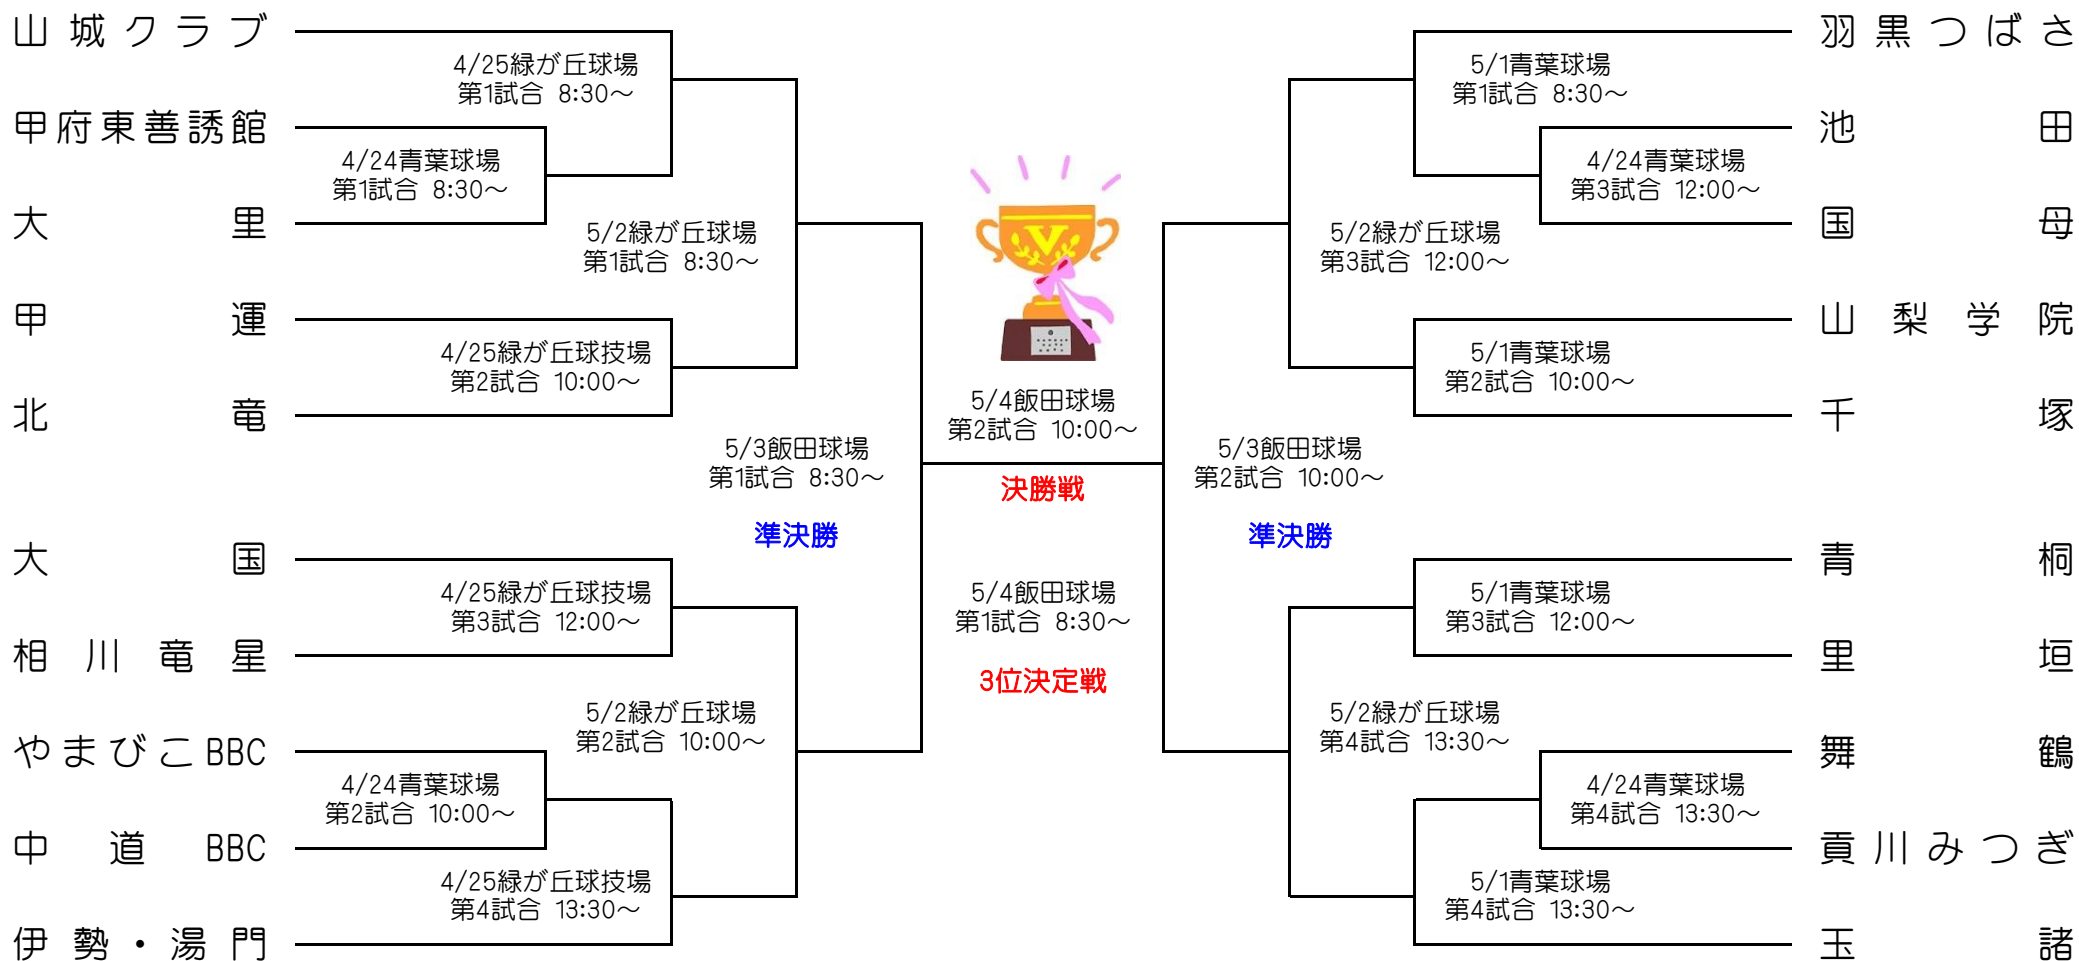 山城クラブ
4/25緑が丘球場
第1試合 8:30～
甲府東善誘館
4/24青葉球場
第1試合 8:30～
大里
5/2緑が丘球場
第1試合 8:30～
甲運
4/25緑が丘球技場
第2試合 10:00～
北竜
5/3飯田球場
第1試合 8:30～
準決勝
大国
4/25緑が丘球技場
第3試合 12:00～
相川竜星
5/2緑が丘球場
第2試合 10:00～
やまびこBBC
4/24青葉球場
第2試合 10:00～
中道BBC
4/25緑が丘球技場
第4試合 13:30～
伊勢・湯門
V
5/4飯田球場
第2試合 10:00～
決勝戦
5/4飯田球場
第1試合 8:30～
3位決定戦
羽黒つばさ
5/1青葉球場
第1試合 8:30～
池田
4/24青葉球場
第3試合 12:00～
国母
5/2緑が丘球場
第3試合 12:00～
山梨学院
5/1青葉球場
第2試合 10:00～
千塚
5/3飯田球場
第2試合 10:00～
準決勝
青桐
5/1青葉球場
第3試合 12:00～
里垣
5/2緑が丘球場
第4試合 13:30～
舞鶴
4/24青葉球場
第4試合 13:30～
貢川みつぎ
5/1青葉球場
第4試合 13:30～
玉諸